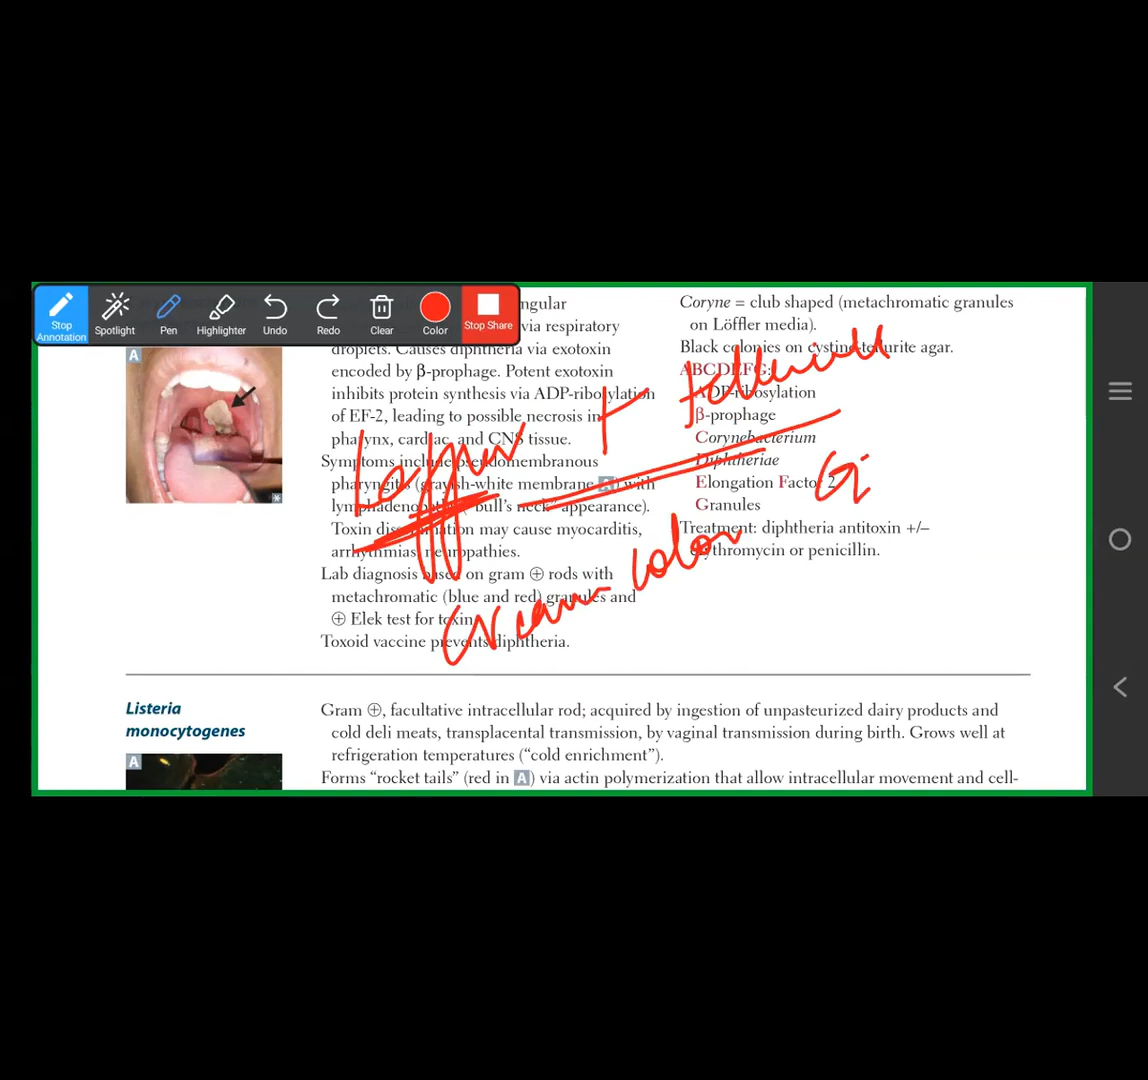 Stop
Annotation
Spotlight
Pen
Highlighter
Undo
Redo
Clear
Color
Stop Share
ngular
via respiratory
droplets. Causes diphtheria via exotoxin
encoded by β-prophage. Potent exotoxin
inhibits protein synthesis via ADP-ribosylation
of EF-2, leading to possible necrosis in
pharynx, cardiac, and CNS tissue.
Symptoms include pseudomembranous
pharyngitis (grayish-white membrane A) with
lymphadenopathy ("bull's neck" appearance).
Toxin dissemination may cause myocarditis,
arrhythmias, neuropathies.
Lab diagnosis based on gram ⊕ rods with
metachromatic (blue and red) granules and
⊕ Elek test for toxin
Toxoid vaccine prevents diphtheria.
Coryne = club shaped (metachromatic granules
on Löffler media).
Black colonies on cystine-tellurite agar.
ABCDEFG:
ADP-ribosylation
β-prophage
Corynebacterium
Diphtheriae
Elongation Factor 2
Granules
Treatment: diphtheria antitoxin +/–
erythromycin or penicillin.
A
+
Cream color
Listeria
monocytogenes
A
Gram ⊕, facultative intracellular rod; acquired by ingestion of unpasteurized dairy products and
cold deli meats, transplacental transmission, by vaginal transmission during birth. Grows well at
refrigeration temperatures ("cold enrichment").
Forms "rocket tails" (red in A) via actin polymerization that allow intracellular movement and cell-